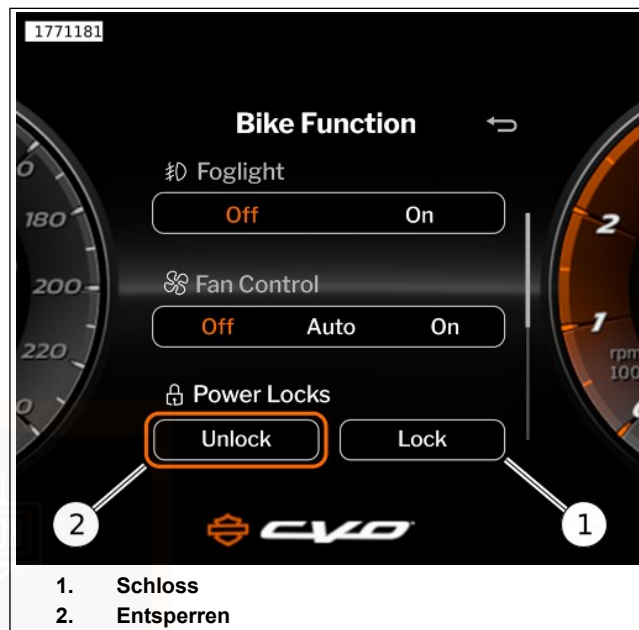 1771181
Bike Function
Foglight
Off On
180
2
200
Fan Control
Off Auto On
1
220
rpm
100
Power Locks
Unlock Lock
2
1
CVO
1. Schloss
2. Entsperren